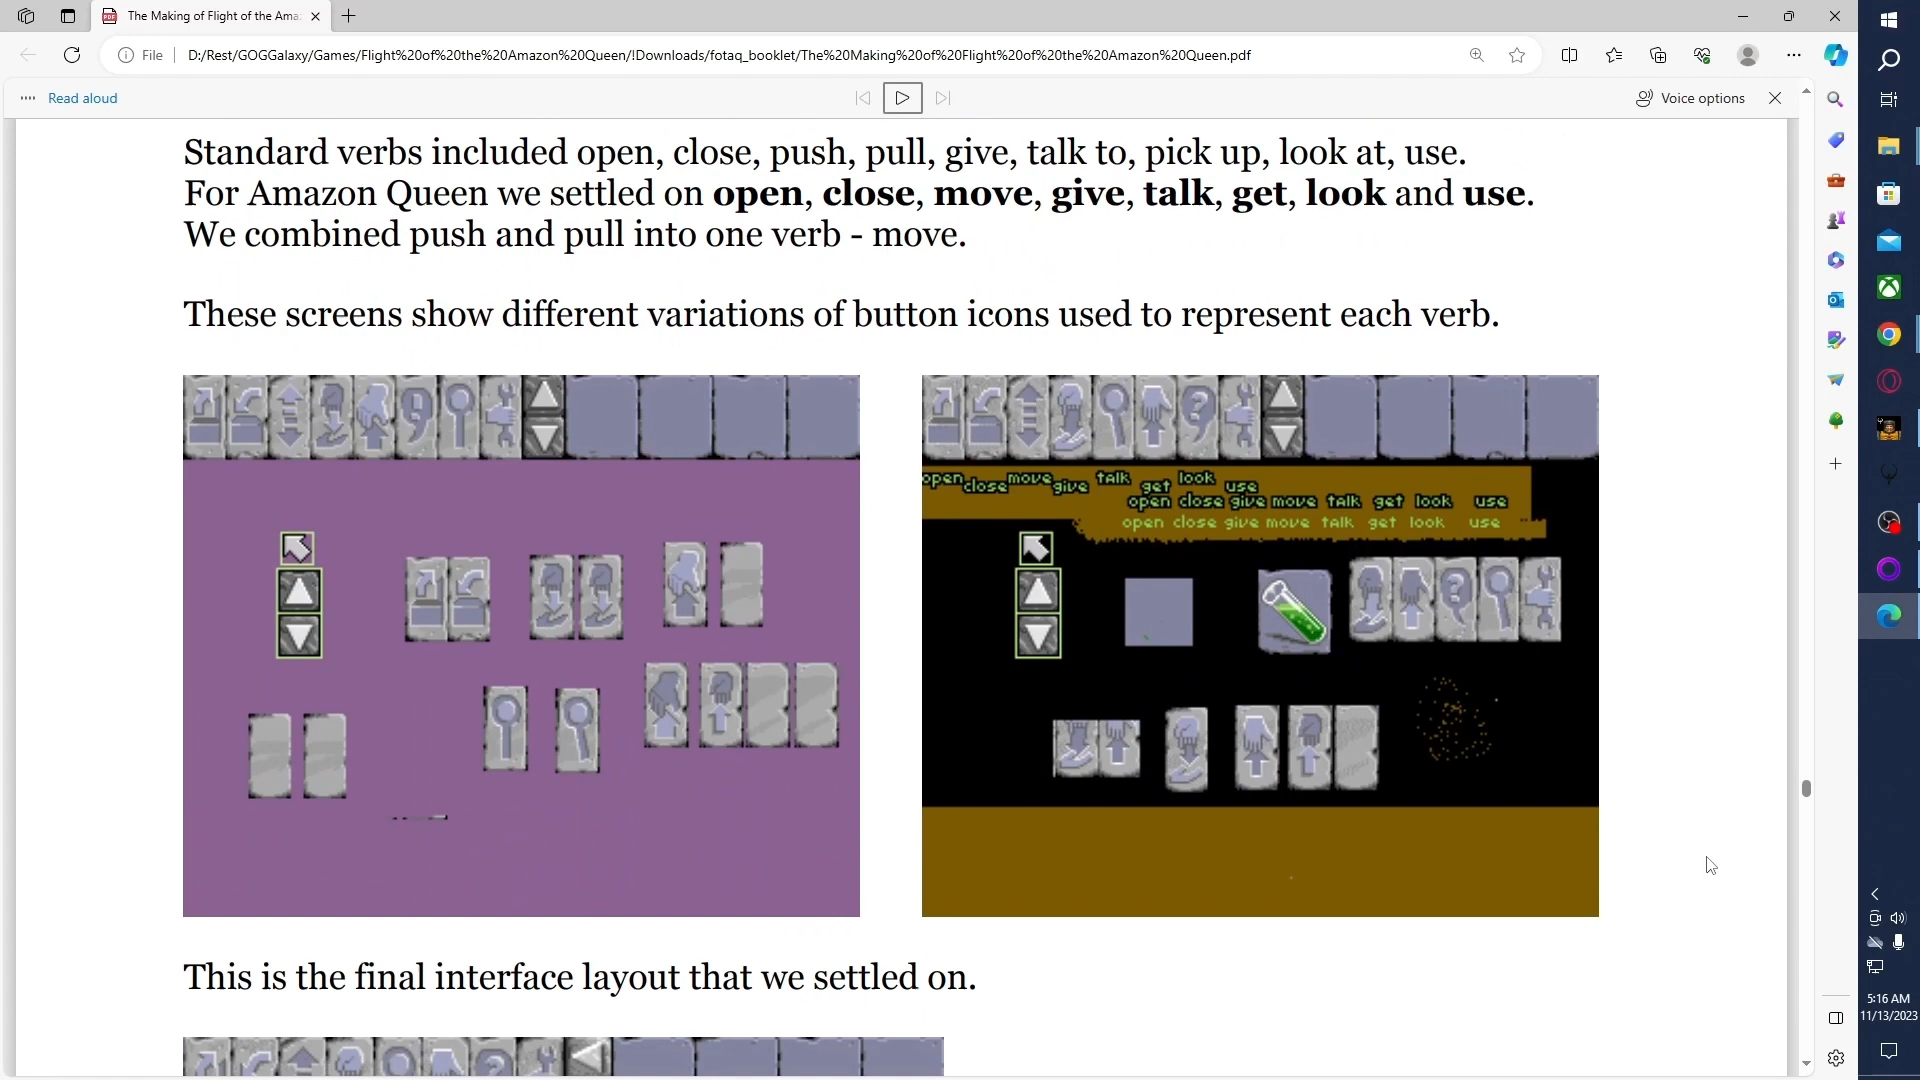 The Making of Flight of the Ama
File
D:/Rest/GOGGalaxy/Games/Flight%20of%20the%20Amazon%20Queen/!Downloads/fotaq_booklet/The%20Making%20of%20Flight%20of%20the%20Amazon%20Queen.pdf
Read aloud
Voice options
Standard verbs included open, close, push, pull, give, talk to, pick up, look at, use.
For Amazon Queen we settled on open, close, move, give, talk, get, look and use.
We combined push and pull into one verb - move.
These screens show different variations of button icons used to represent each verb.
open close move give talk get look use
open close give move talk get look use
open close give move talk get look use
This is the final interface layout that we settled on.
5:16 AM
11/13/2023